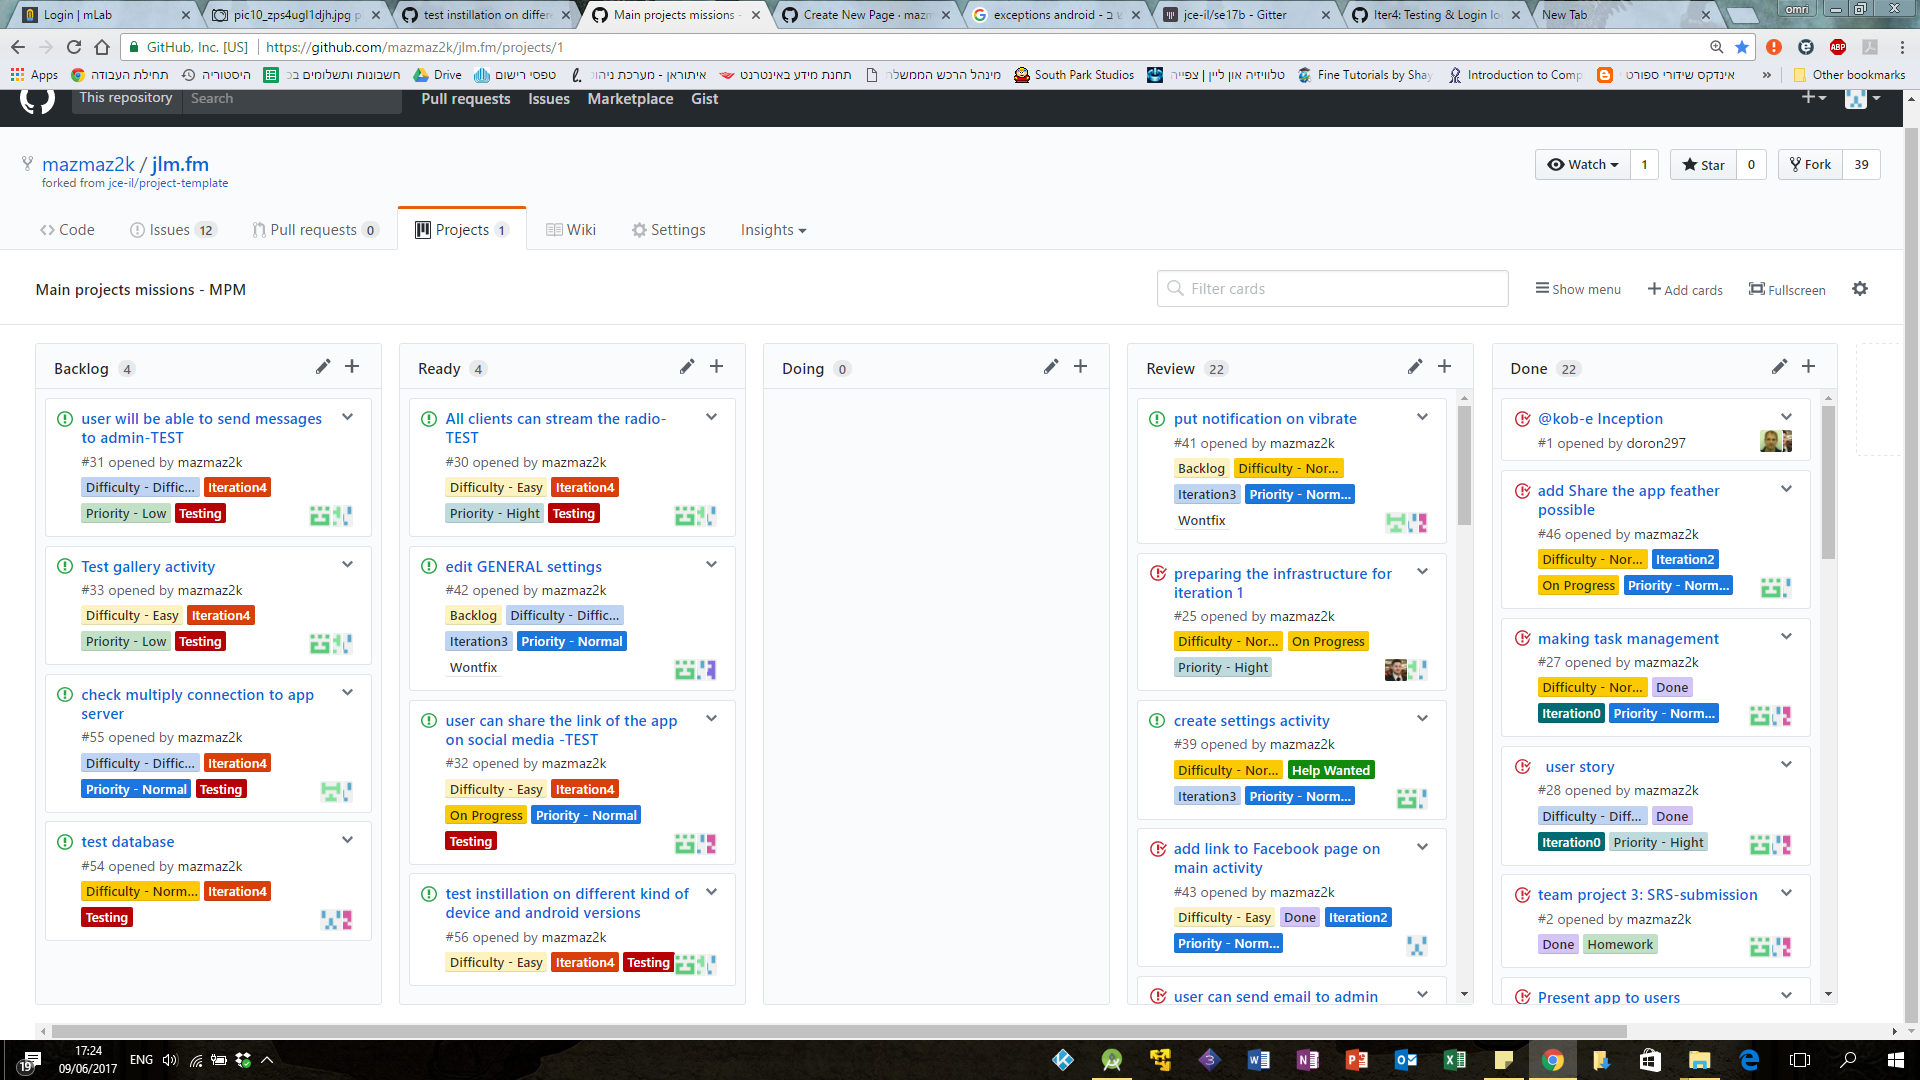 Login | mLab
pic10_zps4ugl1djh.jpg p
test instillation on differe
Main projects missions -
Create New Page · mazm
exceptions android - ש ב
jce-il/se17b - Gitter
Iter4: Testing & Login lo
New Tab
omri
GitHub, Inc. [US]
https://github.com/mazmaz2k/jlm.fm/projects/1
Apps
תחילת העבודה
היסטוריה
חשבונות ותשלומים בכ
Drive
טפסי רישום
איתוראן - מערכת ניהוכ
תחנת מידע באינטרנט
מינהל הרכש הממשלת
South Park Studios
טלוויזיה און ליין | צפייה
Fine Tutorials by Shay
Introduction to Comp
אינדקס שידורי ספורט
»
Other bookmarks
This repository
Search
Pull requests
Issues
Marketplace
Gist
mazmaz2k / jlm.fm
forked from jce-il/project-template
Watch 1
Star 0
Fork 39
Code
Issues 12
Pull requests 0
Projects 1
Wiki
Settings
Insights
Main projects missions - MPM
Filter cards
Show menu
Add cards
Fullscreen
Backlog 4
user will be able to send messages
to admin-TEST
#31 opened by mazmaz2k
Difficulty - Diffic... Iteration4
Priority - Low Testing
Test gallery activity
#33 opened by mazmaz2k
Difficulty - Easy Iteration4
Priority - Low Testing
check multiply connection to app
server
#55 opened by mazmaz2k
Difficulty - Diffic... Iteration4
Priority - Normal Testing
test database
#54 opened by mazmaz2k
Difficulty - Norm... Iteration4
Testing
Ready 4
All clients can stream the radio-
TEST
#30 opened by mazmaz2k
Difficulty - Easy Iteration4
Priority - Hight Testing
edit GENERAL settings
#42 opened by mazmaz2k
Backlog Difficulty - Diffic...
Iteration3 Priority - Normal
Wontfix
user can share the link of the app
on social media -TEST
#32 opened by mazmaz2k
Difficulty - Easy Iteration4
On Progress Priority - Normal
Testing
test instillation on different kind of
device and android versions
#56 opened by mazmaz2k
Difficulty - Easy Iteration4 Testing
Doing 0
Review 22
put notification on vibrate
#41 opened by mazmaz2k
Backlog Difficulty - Nor...
Iteration3 Priority - Norm...
Wontfix
preparing the infrastructure for
iteration 1
#25 opened by mazmaz2k
Difficulty - Nor... On Progress
Priority - Hight
create settings activity
#39 opened by mazmaz2k
Difficulty - Nor... Help Wanted
Iteration3 Priority - Norm...
add link to Facebook page on
main activity
#43 opened by mazmaz2k
Difficulty - Easy Done Iteration2
Priority - Norm...
user can send email to admin
Done 22
@kob-e Inception
#1 opened by doron297
add Share the app feather
possible
#46 opened by mazmaz2k
Difficulty - Nor... Iteration2
On Progress Priority - Norm...
making task management
#27 opened by mazmaz2k
Difficulty - Nor... Done
Iteration0 Priority - Norm...
user story
#28 opened by mazmaz2k
Difficulty - Diff... Done
Iteration0 Priority - Hight
team project 3: SRS-submission
#2 opened by mazmaz2k
Done Homework
Present app to users
19
17:24
09/06/2017
ENG